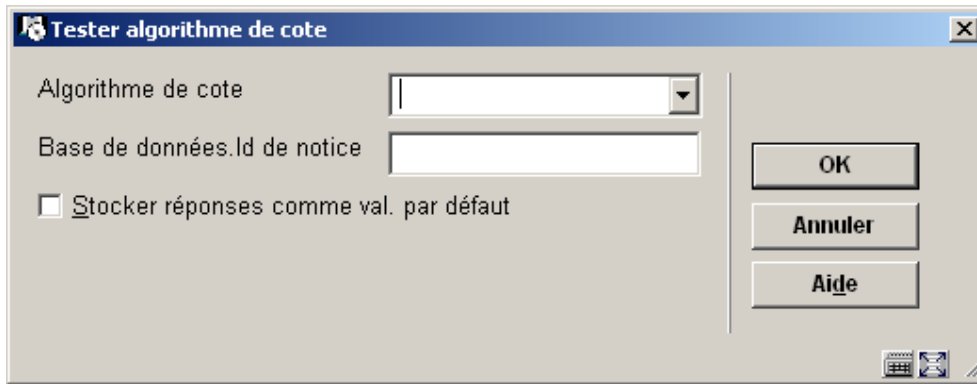 Tester algorithme de cote
Algorithme de cote
Base de données.Id de notice
Stocker réponses comme val. par défaut
OK
Annuler
Aide